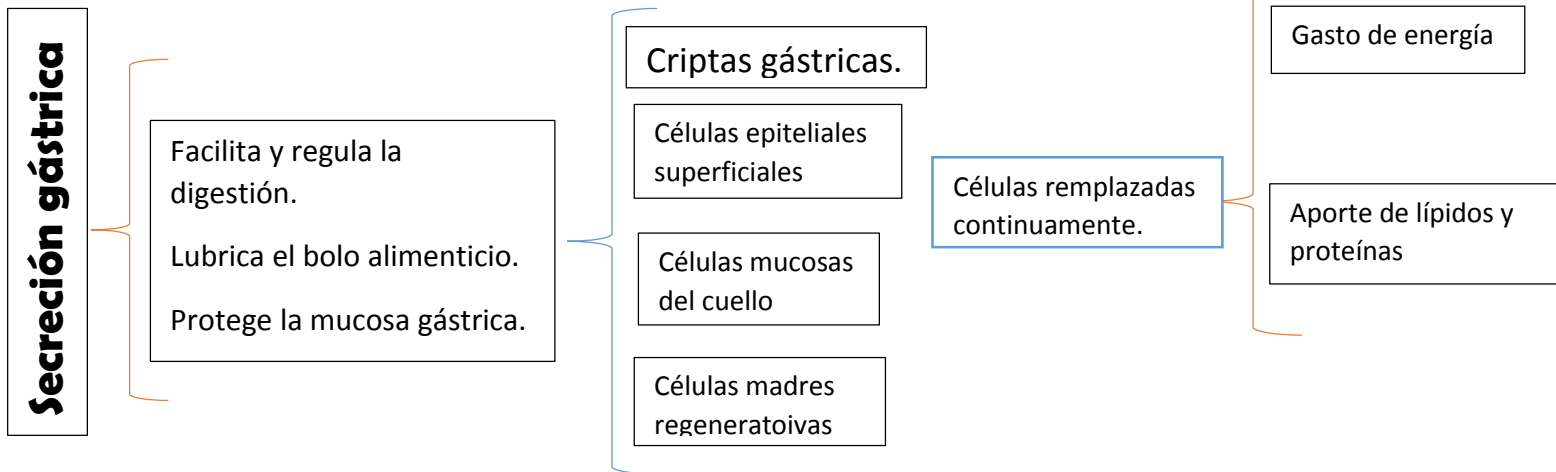 Secreción gástrica
Facilita y regula la
digestión.
Lubrica el bolo alimenticio.
Protege la mucosa gástrica.
Criptas gástricas.
Células epiteliales
superficiales
Células mucosas
del cuello
Células madres
regeneratoivas
Células remplazadas
continuamente.
Gasto de energía
Aporte de lípidos y
proteínas